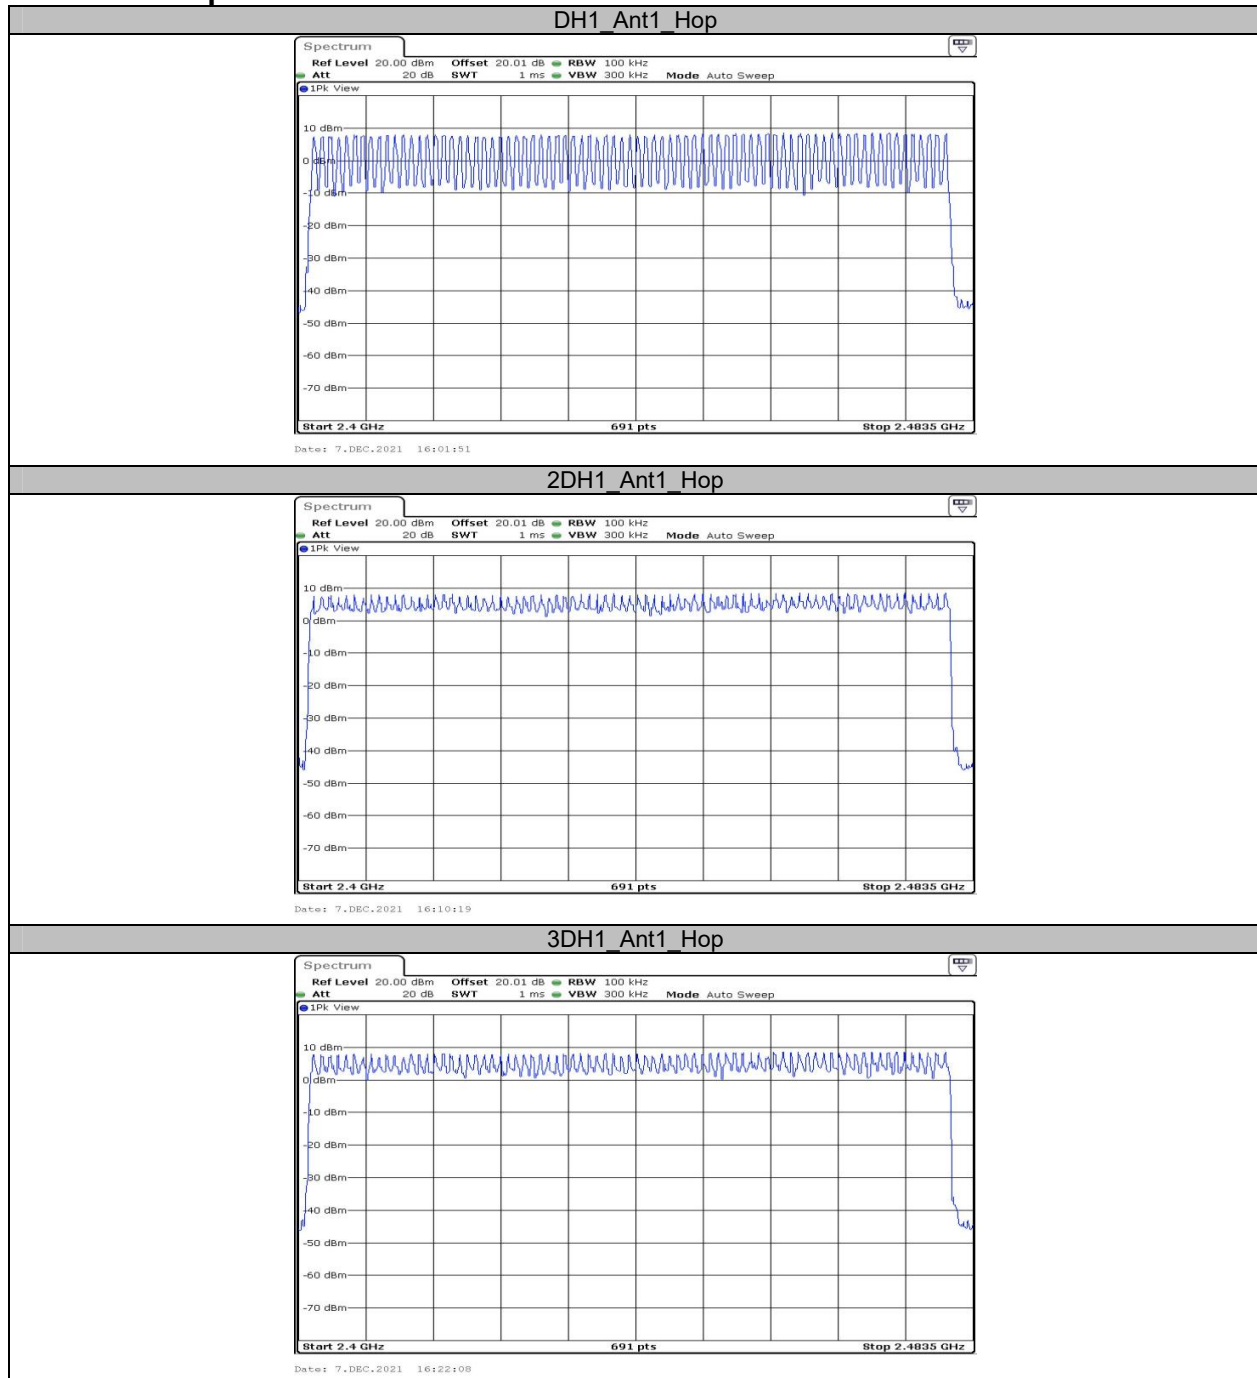 DH1_Ant1_Hop
Spectrum
Ref Level 20.00 dBm Offset 20.01 dB RBW 100 kHz
Att 20 dB SWT 1 ms VBW 300 kHz Mode Auto Sweep
1Pk View
10 dBm
0 dBm
-10 dBm
-20 dBm
-30 dBm
-40 dBm
-50 dBm
-60 dBm
-70 dBm
Start 2.4 GHz 691 pts Stop 2.4835 GHz
Date: 7.DEC.2021 16:01:51
2DH1_Ant1_Hop
Spectrum
Ref Level 20.00 dBm Offset 20.01 dB RBW 100 kHz
Att 20 dB SWT 1 ms VBW 300 kHz Mode Auto Sweep
1Pk View
10 dBm
0 dBm
-10 dBm
-20 dBm
-30 dBm
-40 dBm
-50 dBm
-60 dBm
-70 dBm
Start 2.4 GHz 691 pts Stop 2.4835 GHz
Date: 7.DEC.2021 16:10:19
3DH1_Ant1_Hop
Spectrum
Ref Level 20.00 dBm Offset 20.01 dB RBW 100 kHz
Att 20 dB SWT 1 ms VBW 300 kHz Mode Auto Sweep
1Pk View
10 dBm
0 dBm
-10 dBm
-20 dBm
-30 dBm
-40 dBm
-50 dBm
-60 dBm
-70 dBm
Start 2.4 GHz 691 pts Stop 2.4835 GHz
Date: 7.DEC.2021 16:22:08